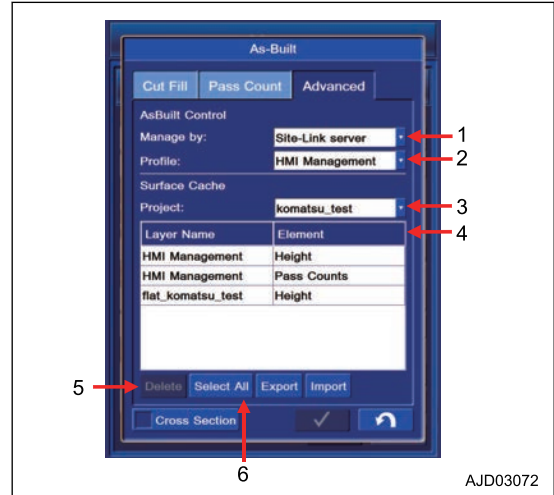 As-Built
Cut Fill Pass Count Advanced
AsBuilt Control
Manage by: Site-Link server 1
Profile: HMI Management 2
Surface Cache
Project: komatsu_test 3
Layer Name Element 4
HMI Management Height
HMI Management Pass Counts
flat_komatsu_test Height
5 Delete Select All Export Import
Cross Section
6
AJD03072